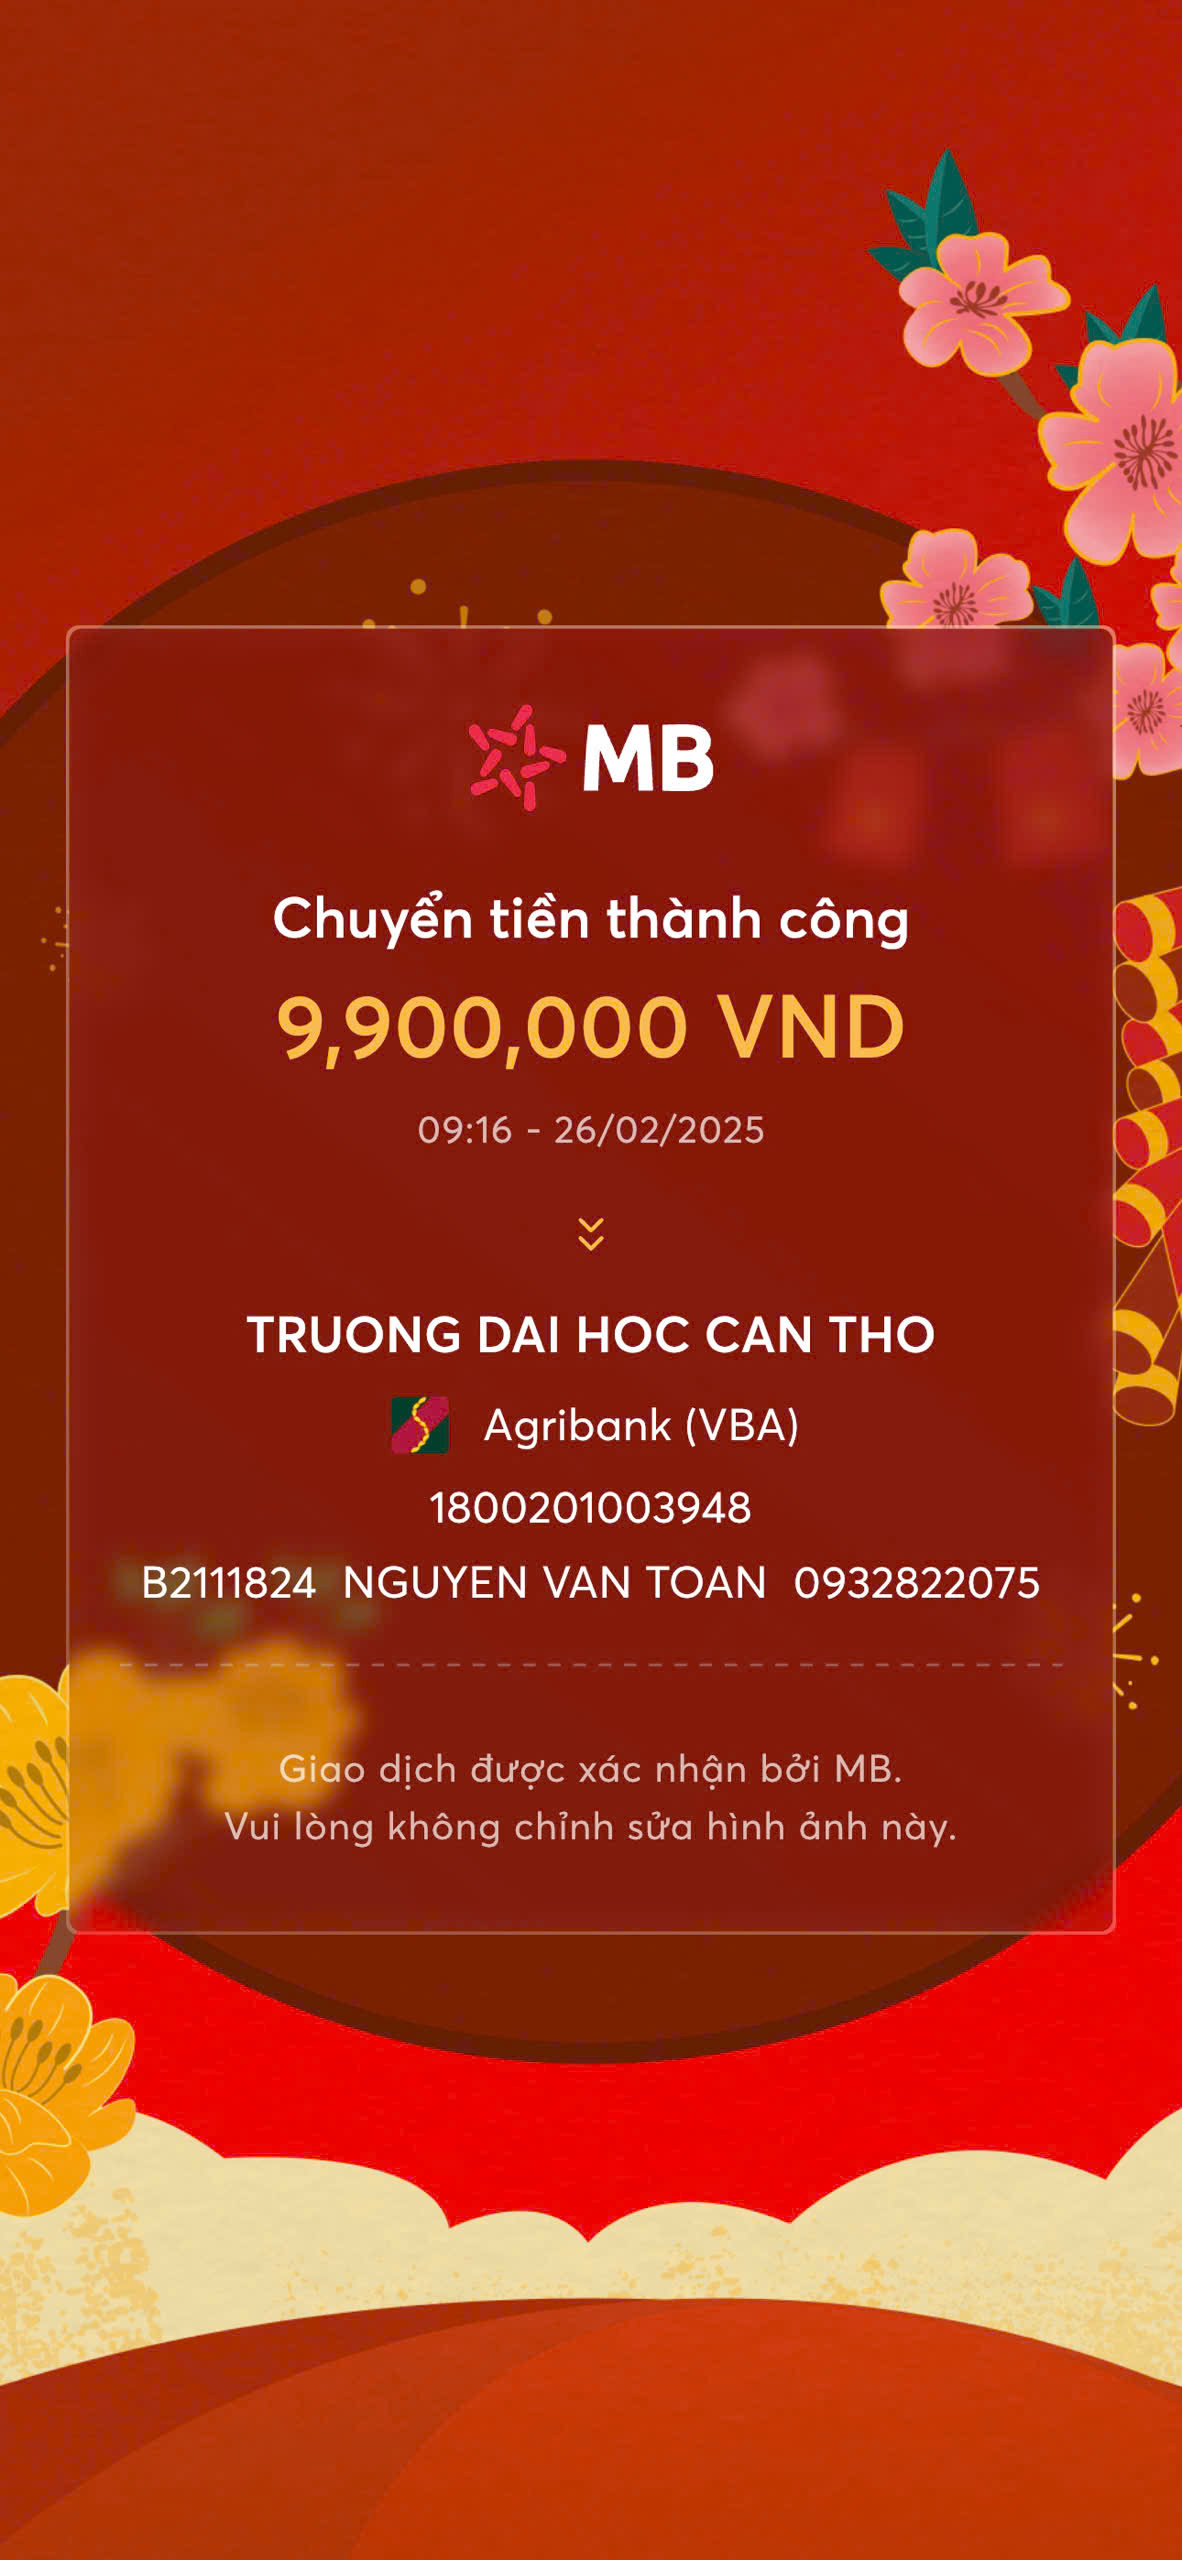 MB
Chuyển tiền thành công
9,900,000 VND
09:16 - 26/02/2025
TRUONG DAI HOC CAN THO
Agribank (VBA)
1800201003948
B2111824 NGUYEN VAN TOAN 0932822075
Giao dịch được xác nhận bởi MB.
Vui lòng không chỉnh sửa hình ảnh này.